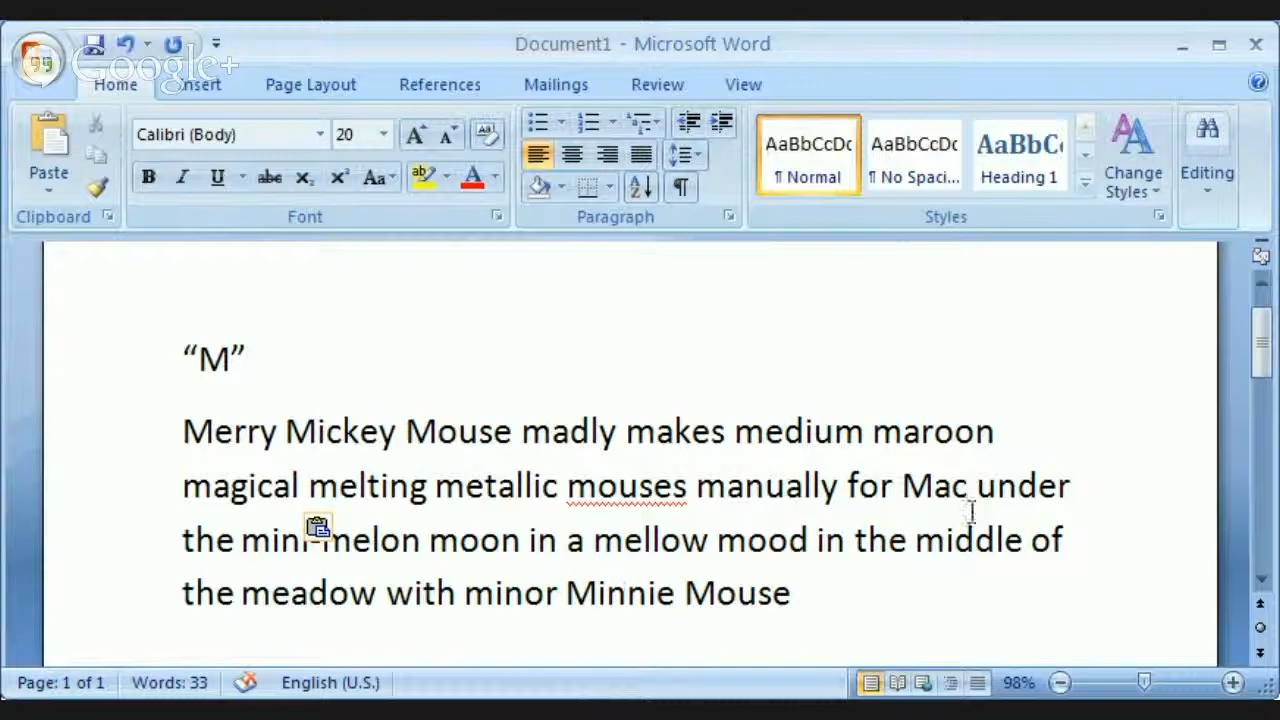 Document1 - Microsoft Word
Google+
Home Insert Page Layout References Mailings Review View
Paste
Calibri (Body) 20
AaBbCcDc AaBbCcDc AaBbC
¶ Normal ¶ No Spaci... Heading 1
Change Styles
Editing
Clipboard Font Paragraph Styles
“M”
Merry Mickey Mouse madly makes medium maroon
magical melting metallic mouses manually for Mac under
the mini-melon moon in a mellow mood in the middle of
the meadow with minor Minnie Mouse
Page: 1 of 1 Words: 33 English (U.S.) 98%